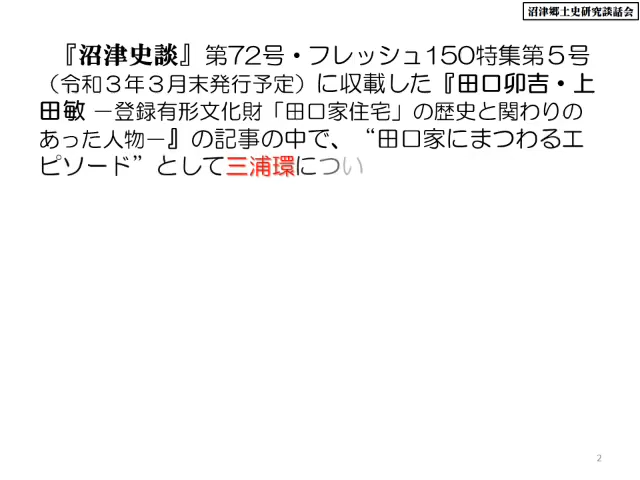 沼津郷土史研究談話会
『沼津史談』第72号・フレッシュ150特集第５号
（令和３年３月末発行予定）に収載した『田口卯吉・上
田敏 ―登録有形文化財「田口家住宅」の歴史と関わりの
あった人物―』の記事の中で、“田口家にまつわるエ
ピソード”として三浦環につい
2